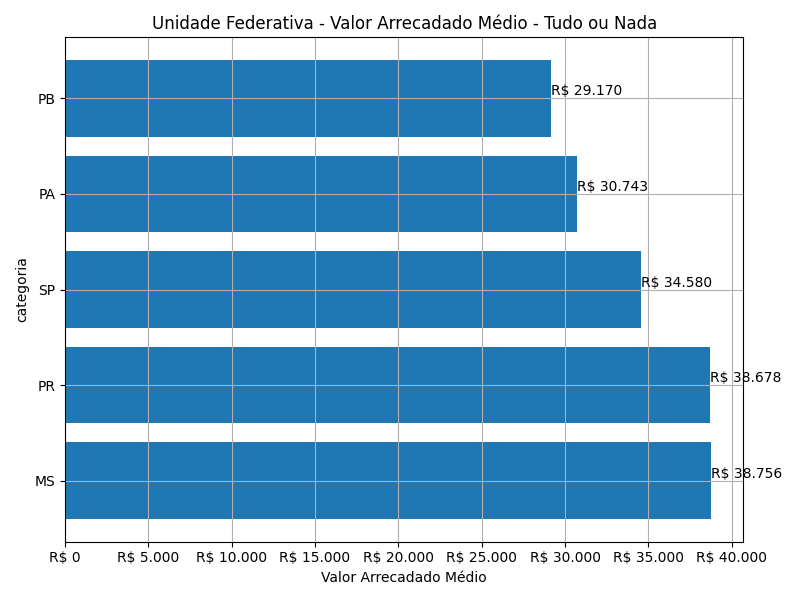 Unidade Federativa - Valor Arrecadado Médio - Tudo ou Nada
categoria
PB
R$ 29.170
PA
R$ 30.743
SP
R$ 34.580
PR
R$ 38.678
MS
R$ 38.756
R$ 0 R$ 5.000 R$ 10.000 R$ 15.000 R$ 20.000 R$ 25.000 R$ 30.000 R$ 35.000 R$ 40.000
Valor Arrecadado Médio